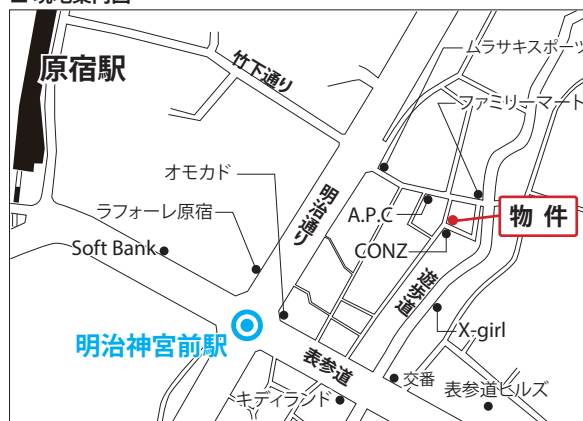 ムラサキスポーツ
原宿駅
竹下通り
ファミリーマート
オモカド
明治通り
A.P.C
物件
ラフォーレ原宿
Soft Bank
CONZ
遊歩道
X-girl
明治神宮前駅
表参道
交番
表参道ヒルズ
キディランド